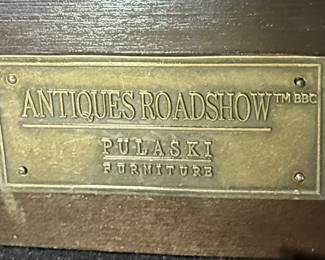 ANTIQUES ROADSHOW™ BBC
PULASKI
FURNITURE